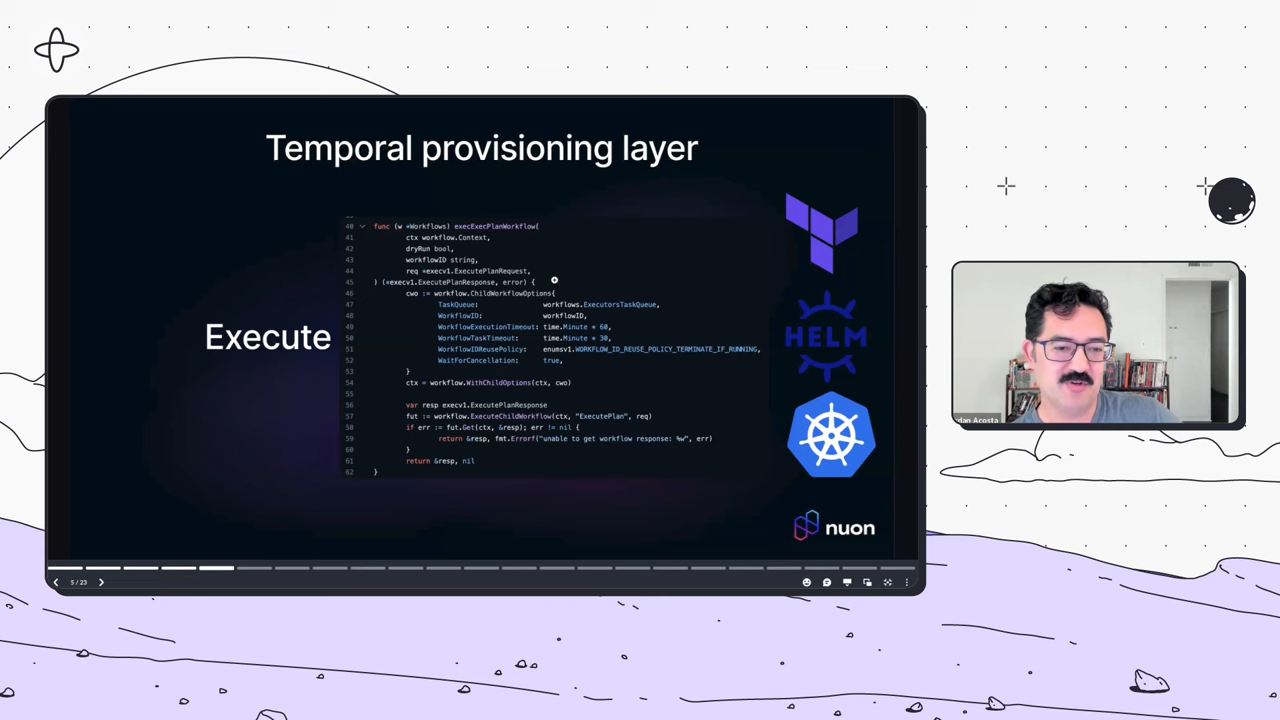 Temporal provisioning layer
Execute
40 func (w *Workflows) execExecPlanWorkflow(
41 ctx workflow.Context,
42 dryRun bool,
43 workflowID string,
44 req *execv1.ExecutePlanRequest,
45 ) (*execv1.ExecutePlanResponse, error) {
46 cwo := workflow.ChildWorkflowOptions{
47 TaskQueue: workflows.ExecutorsTaskQueue,
48 WorkflowID: workflowID,
49 WorkflowExecutionTimeout: time.Minute * 60,
50 WorkflowTaskTimeout: time.Minute * 30,
51 WorkflowIDReusePolicy: enumsv1.WORKFLOW_ID_REUSE_POLICY_TERMINATE_IF_RUNNING,
52 WaitForCancellation: true,
53 }
54 ctx = workflow.WithChildOptions(ctx, cwo)
55
56 var resp execv1.ExecutePlanResponse
57 fut := workflow.ExecuteChildWorkflow(ctx, "ExecutePlan", req)
58 if err := fut.Get(ctx, &resp); err != nil {
59 return &resp, fmt.Errorf("unable to get workflow response: %w", err)
60 }
61 return &resp, nil
62 }
HELM
nuon
5 / 23
Acosta